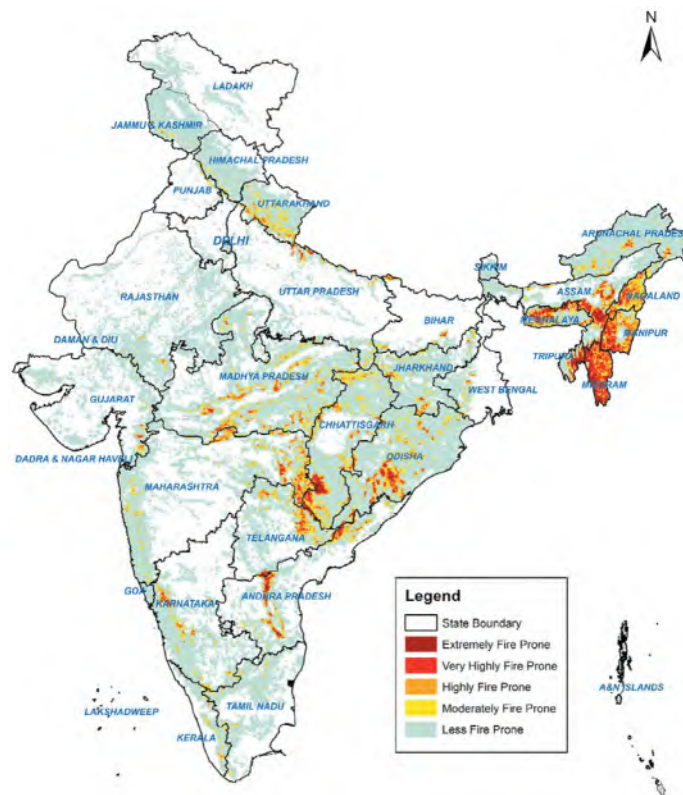 N
LADAKH
JAMMU & KASHMIR
HIMACHAL PRADESH
PUNJAB
UTTARAKHAND
DELHI
ARUNACHAL PRADESH
SIKKIM
RAJASTHAN
UTTAR PRADESH
ASSAM
NAGALAND
BIHAR
MEGHALAYA
MANIPUR
DAMAN & DIU
TRIPURA
JHARKHAND
MADHYA PRADESH
WEST BENGAL
MIZORAM
GUJARAT
CHHATTISGARH
DADRA & NAGAR HAVELI
ODISHA
MAHARASHTRA
TELANGANA
GOA
KARNATAKA
ANDHRA PRADESH
Legend
State Boundary
Extremely Fire Prone
Very Highly Fire Prone
Highly Fire Prone
Moderately Fire Prone
Less Fire Prone
A&N ISLANDS
LAKSHADWEEP
TAMIL NADU
KERALA